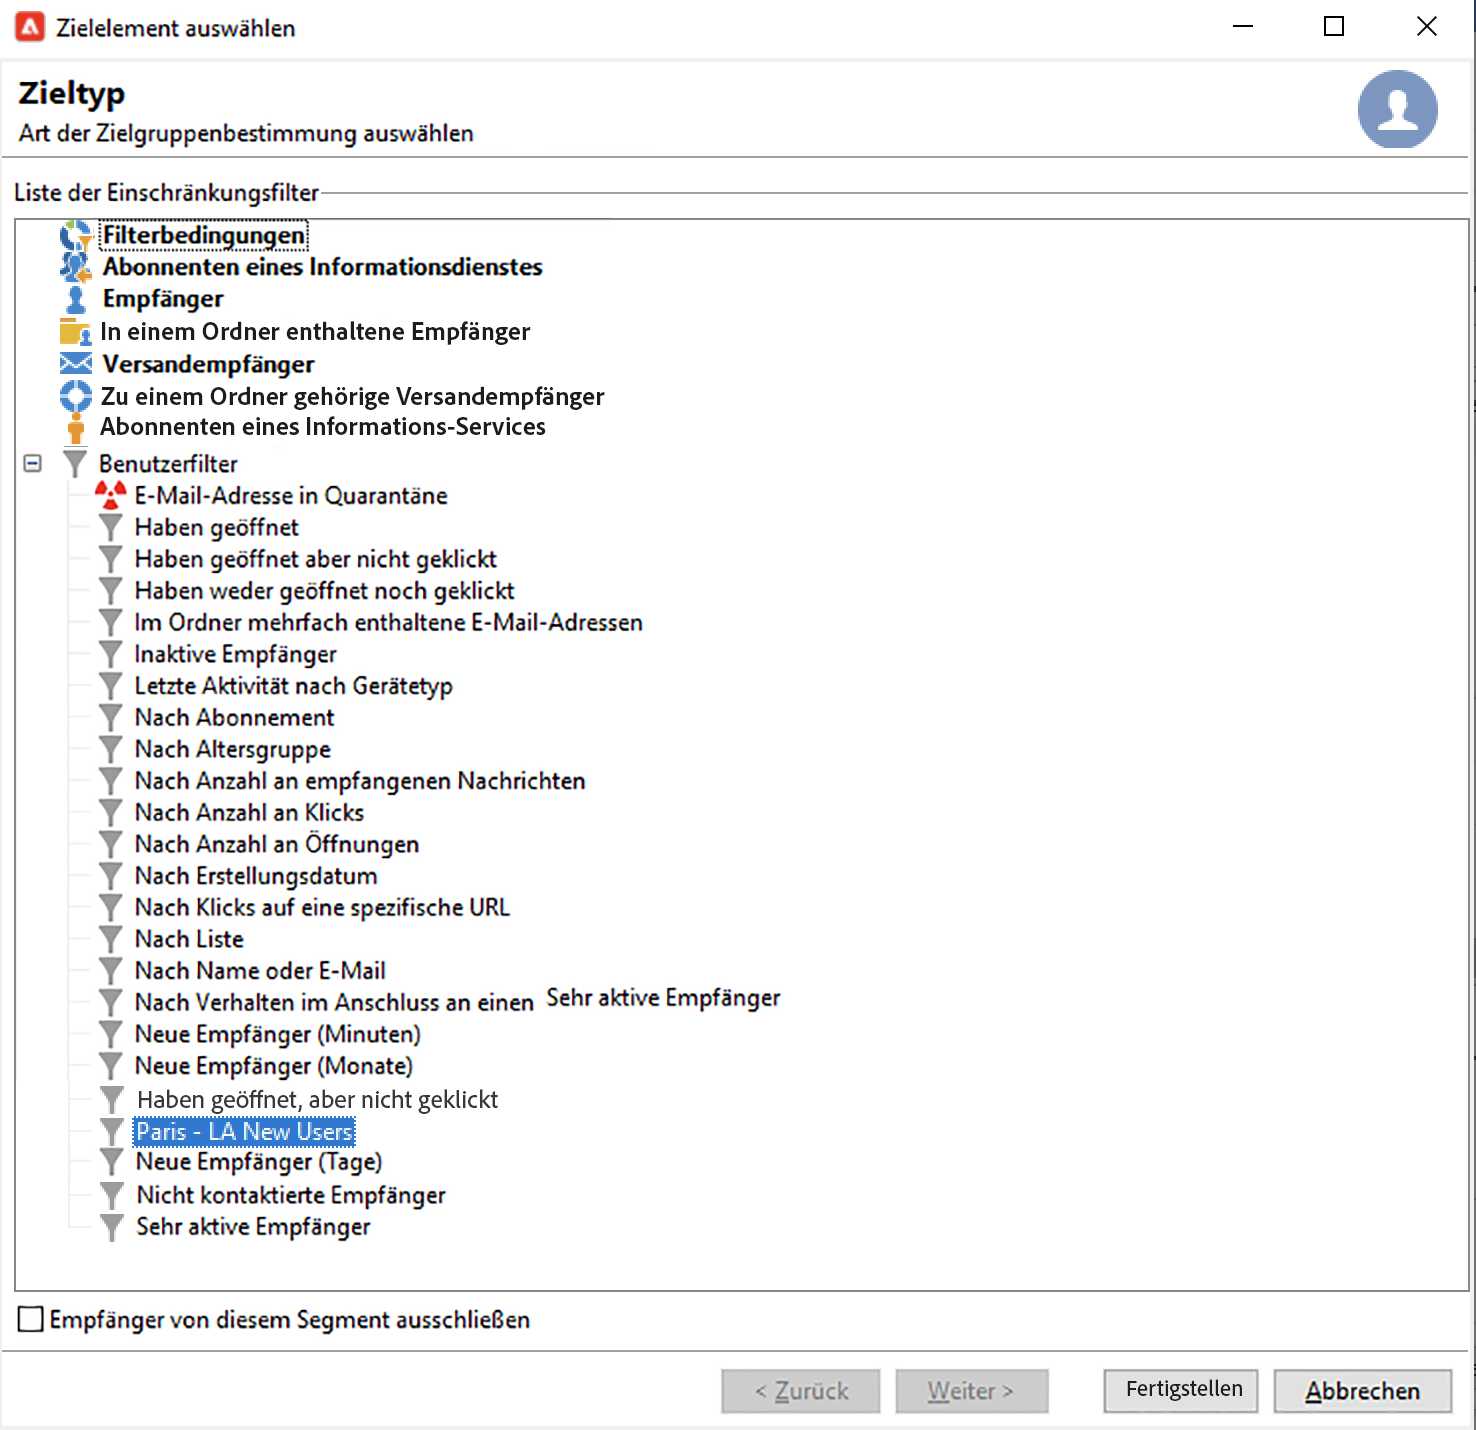 Zielelement auswählen
Zieltyp
Art der Zielgruppenbestimmung auswählen
Liste der Einschränkungsfilter
Filterbedingungen
Abonnenten eines Informationsdienstes
Empfänger
In einem Ordner enthaltene Empfänger
Versandempfänger
Zu einem Ordner gehörige Versandempfänger
Abonnenten eines Informations-Services
Benutzerfilter
E-Mail-Adresse in Quarantäne
Haben geöffnet
Haben geöffnet aber nicht geklickt
Haben weder geöffnet noch geklickt
Im Ordner mehrfach enthaltene E-Mail-Adressen
Inaktive Empfänger
Letzte Aktivität nach Gerätetyp
Nach Abonnement
Nach Altersgruppe
Nach Anzahl an empfangenen Nachrichten
Nach Anzahl an Klicks
Nach Anzahl an Öffnungen
Nach Erstellungsdatum
Nach Klicks auf eine spezifische URL
Nach Liste
Nach Name oder E-Mail
Nach Verhalten im Anschluss an einen Sehr aktive Empfänger
Neue Empfänger (Minuten)
Neue Empfänger (Monate)
Haben geöffnet, aber nicht geklickt
Paris - LA New Users
Neue Empfänger (Tage)
Nicht kontaktierte Empfänger
Sehr aktive Empfänger
Empfänger von diesem Segment ausschließen
< Zurück Weiter > Fertigstellen Abbrechen